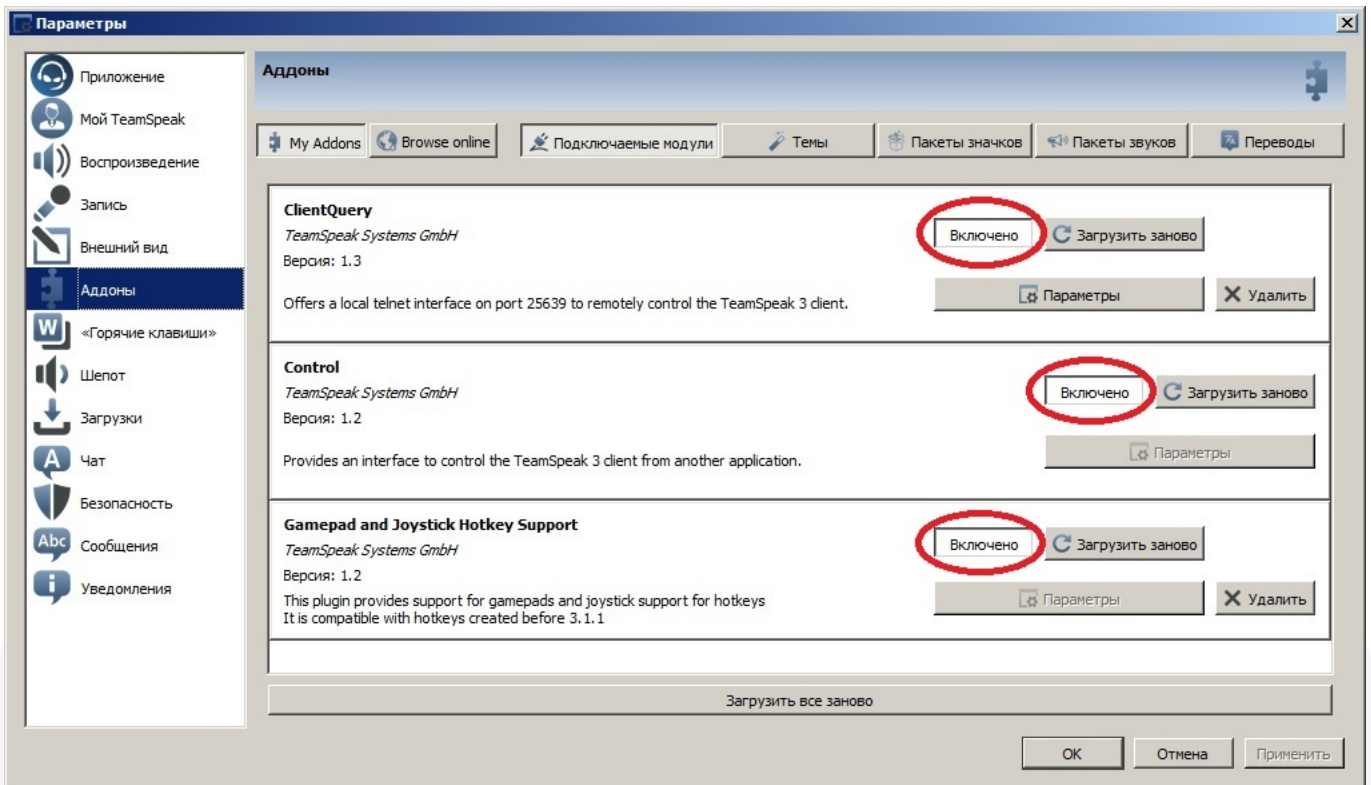 Параметры
Приложение
Мой TeamSpeak
Воспроизведение
Запись
Внешний вид
Аддоны
«Горячие клавиши»
Шепот
Загрузки
Чат
Безопасность
Сообщения
Уведомления
Аддоны
My Addons
Browse online
Подключаемые модули
Темы
Пакеты значков
Пакеты звуков
Переводы
ClientQuery
TeamSpeak Systems GmbH
Версия: 1.3
Offers a local telnet interface on port 25639 to remotely control the TeamSpeak 3 client.
Включено
Загрузить заново
Параметры
Удалить
Control
TeamSpeak Systems GmbH
Версия: 1.2
Provides an interface to control the TeamSpeak 3 client from another application.
Включено
Загрузить заново
Параметры
Gamepad and Joystick Hotkey Support
TeamSpeak Systems GmbH
Версия: 1.2
This plugin provides support for gamepads and joystick support for hotkeys
It is compatible with hotkeys created before 3.1.1
Включено
Загрузить заново
Параметры
Удалить
Загрузить все заново
OK
Отмена
Применить
W
A
Abc